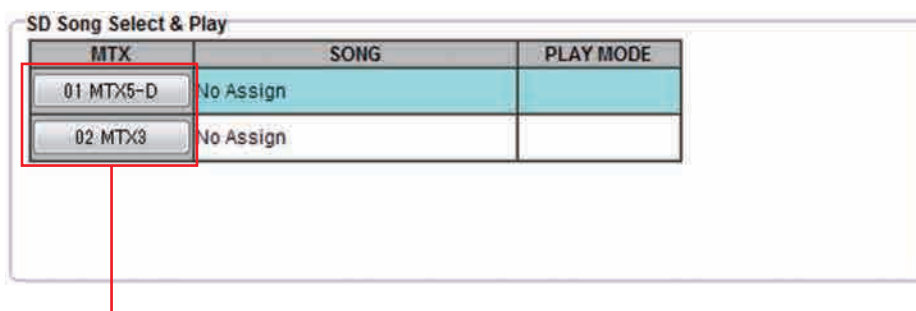 SD Song Select & Play
MTX SONG PLAY MODE
01 MTX5-D No Assign
02 MTX3 No Assign